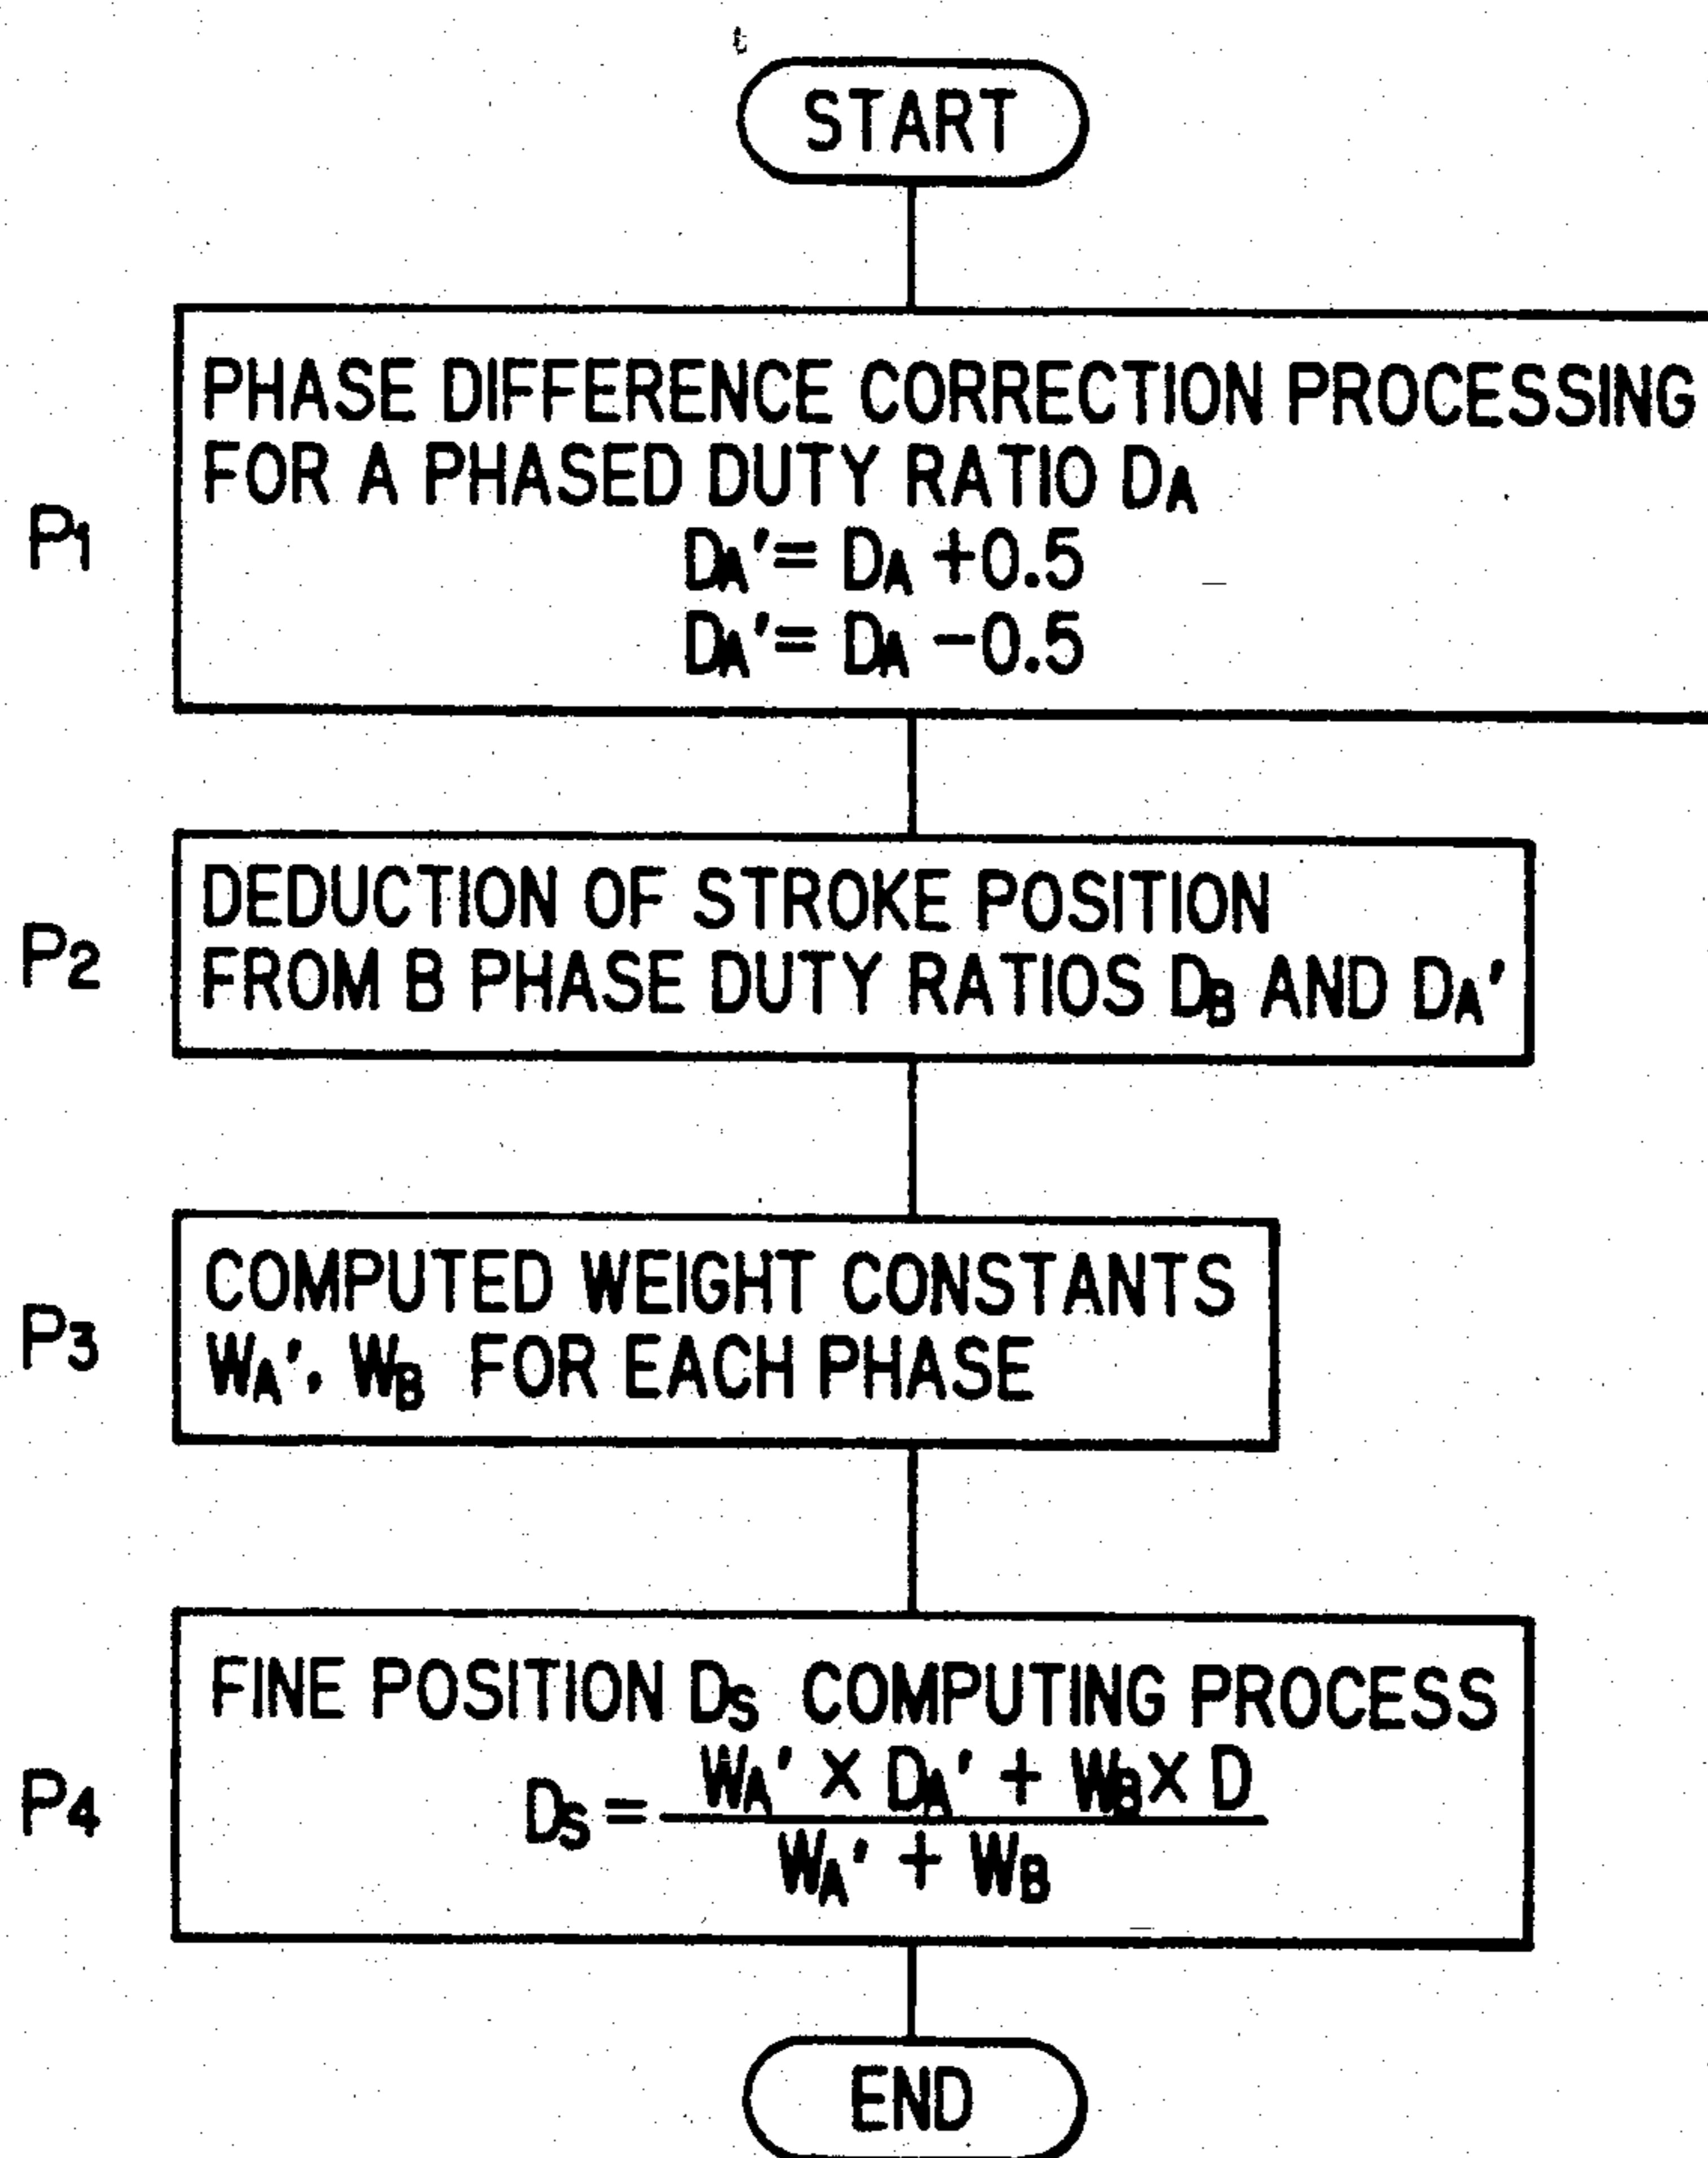 START
P1
PHASE DIFFERENCE CORRECTION PROCESSING
FOR A PHASED DUTY RATIO DA
DA' = DA +0.5
DA' = DA −0.5
P2
DEDUCTION OF STROKE POSITION
FROM B PHASE DUTY RATIOS DB AND DA'
P3
COMPUTED WEIGHT CONSTANTS
WA', WB FOR EACH PHASE
P4
FINE POSITION DS COMPUTING PROCESS
DS = WA' × DA' + WB × D
WA' + WB
END